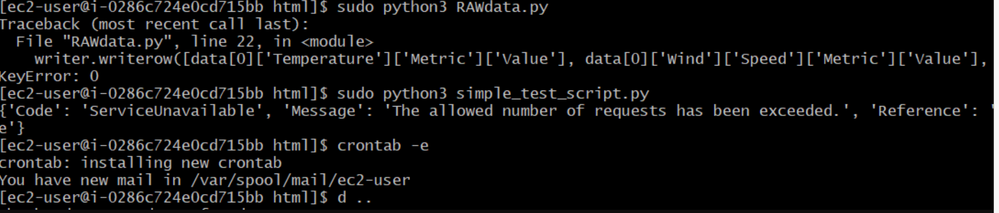 [ec2-user@i-0286c724e0cd715bb html]$ sudo python3 RAWdata.py
Traceback (most recent call last):
  File "RAWdata.py", line 22, in <module>
    writer.writerow([data[0]['Temperature']['Metric']['Value'], data[0]['Wind']['Speed']['Metric']['Value'],
KeyError: 0
[ec2-user@i-0286c724e0cd715bb html]$ sudo python3 simple_test_script.py
{'Code': 'ServiceUnavailable', 'Message': 'The allowed number of requests has been exceeded.', 'Reference': '
e'}
[ec2-user@i-0286c724e0cd715bb html]$ crontab -e
crontab: installing new crontab
You have new mail in /var/spool/mail/ec2-user
[ec2-user@i-0286c724e0cd715bb html]$ d ..